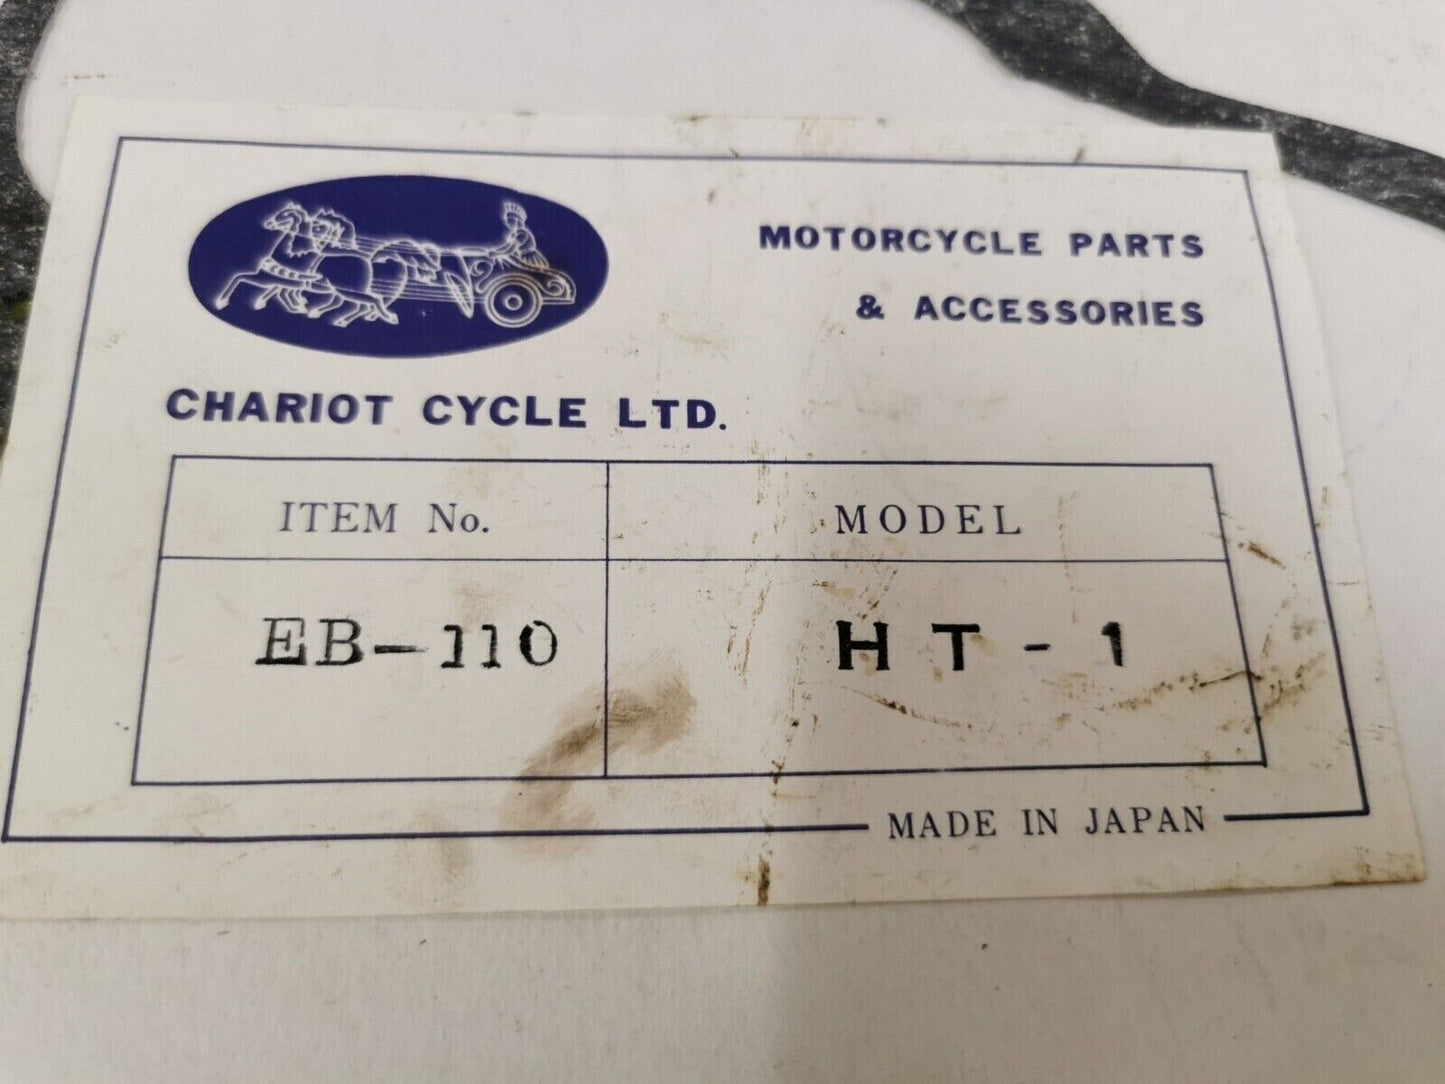 MOTORCYCLE PARTS
& ACCESSORIES
CHARIOT CYCLE LTD.
ITEM No. MODEL
EB-110 HT-1
MADE IN JAPAN